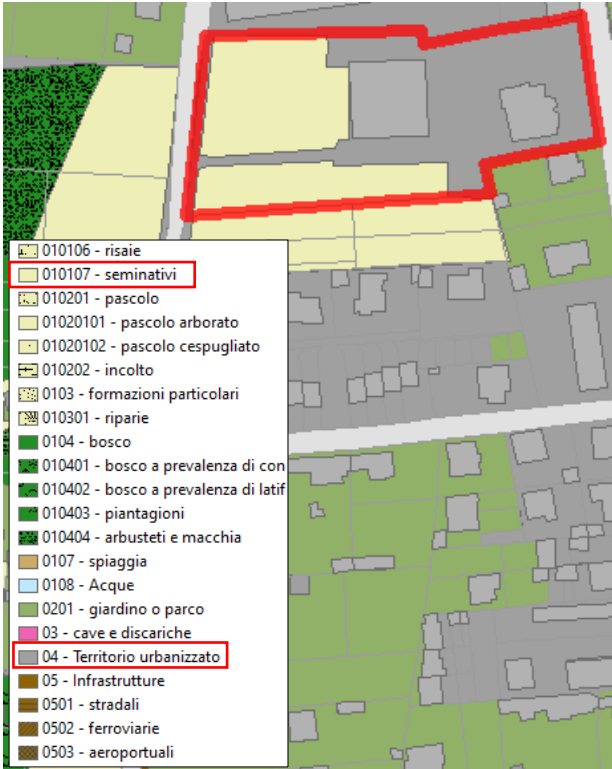 010106 - risaie
010107 - seminativi
010201 - pascolo
01020101 - pascolo arborato
01020102 - pascolo cespugliato
010202 - incolto
0103 - formazioni particolari
010301 - riparie
0104 - bosco
010401 - bosco a prevalenza di con
010402 - bosco a prevalenza di latif
010403 - piantagioni
010404 - arbusteti e macchia
0107 - spiaggia
0108 - Acque
0201 - giardino o parco
03 - cave e discariche
04 - Territorio urbanizzato
05 - Infrastrutture
0501 - stradali
0502 - ferroviarie
0503 - aeroportuali